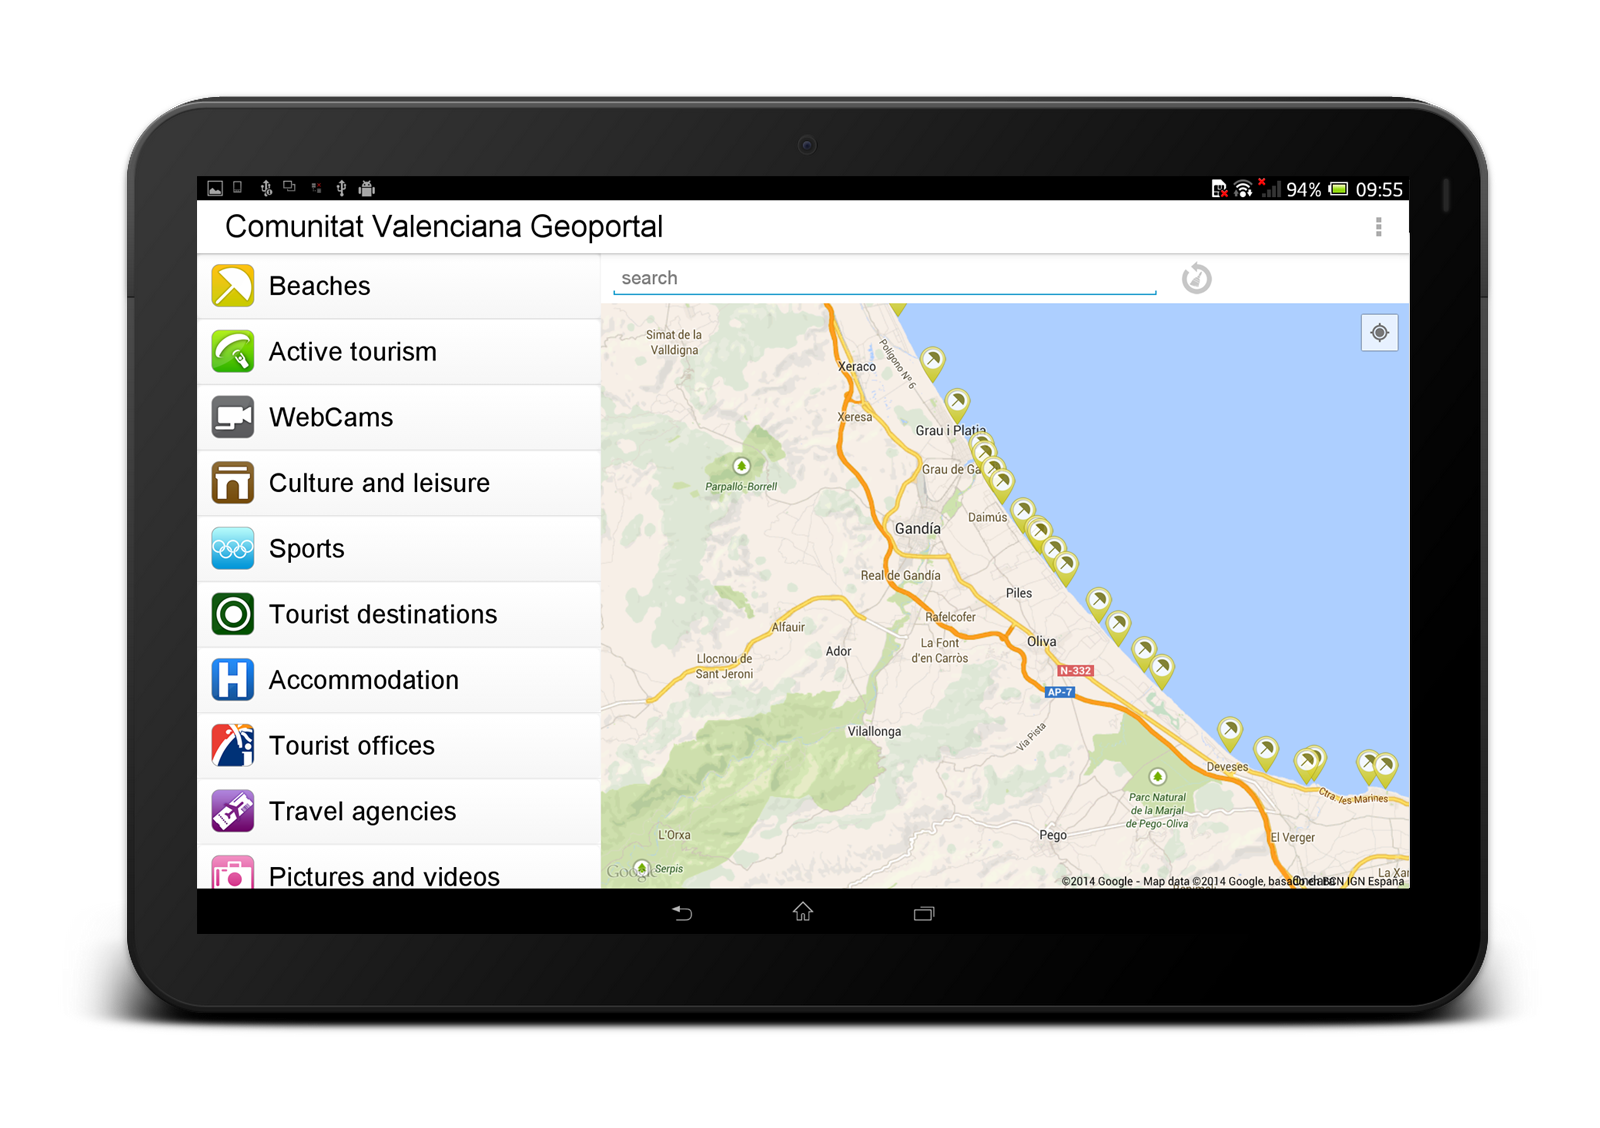 94% 09:55
Comunitat Valenciana Geoportal
Beaches
Active tourism
WebCams
Culture and leisure
Sports
Tourist destinations
Accommodation
Tourist offices
Travel agencies
Pictures and videos
search
Simat de la
Valldigna
Polígono Nº 6
Xeraco
Xeresa
Grau i Platja
Grau de Ga
Parpalló-Borrell
Daimús
Gandía
Real de Gandía
Piles
Rafelcofer
Alfauir
Oliva
Ador
La Font
d'en Carròs
Llocnou de
Sant Jeroni
N-332
AP-7
Vilallonga
Vía Pista
Deveses
Parc Natural
de la Marjal
de Pego-Oliva
Ctra. les Marines
L'Orxa
Pego
El Verger
Google
Serpis
La Xar
©2014 Google - Map data ©2014 Google, basado en BCN IGN España